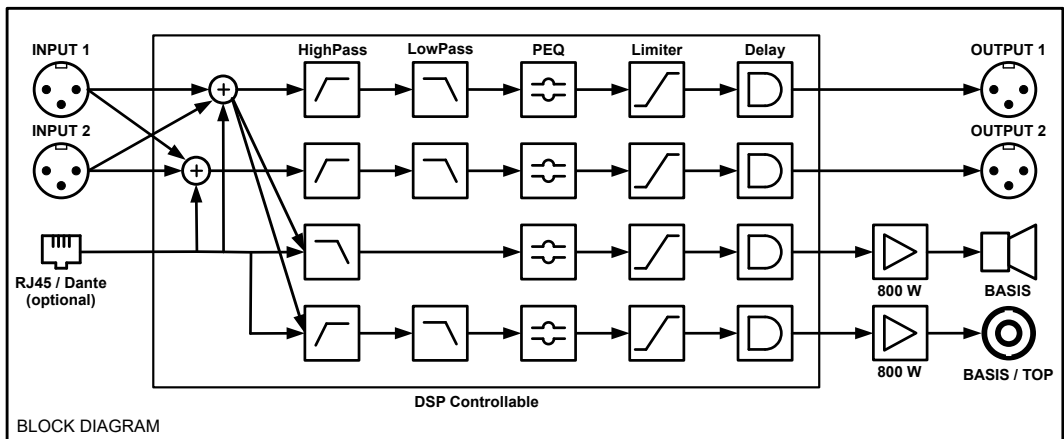 INPUT 1
HighPass
LowPass
PEQ
Limiter
Delay
OUTPUT 1
INPUT 2
OUTPUT 2
RJ45 / Dante
(optional)
800 W
BASIS
800 W
BASIS / TOP
DSP Controllable
BLOCK DIAGRAM